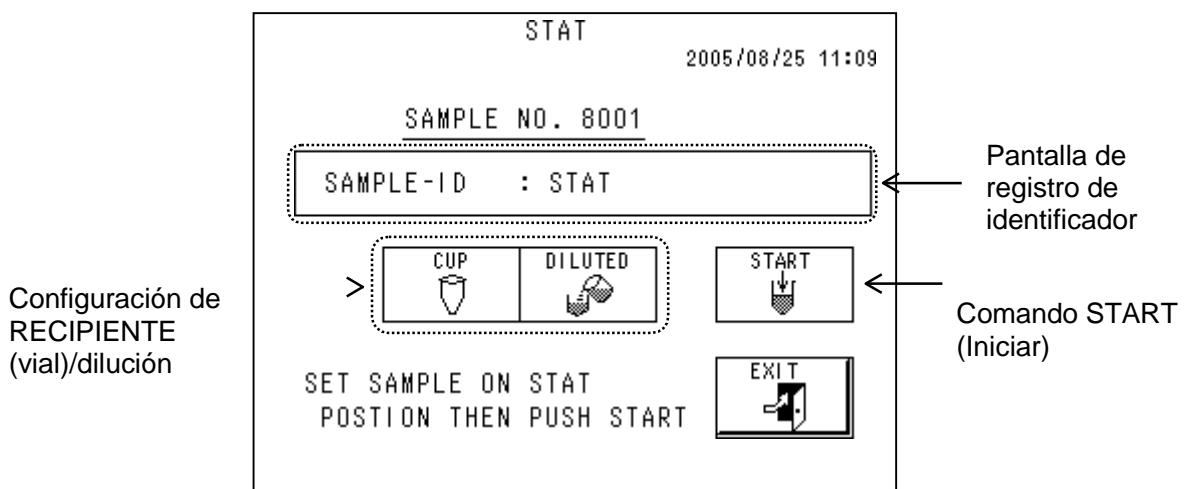 STAT
2005/08/25 11:09
SAMPLE NO. 8001
SAMPLE-ID : STAT
Pantalla de
registro de
identificador
CUP
DILUTED
START
Configuración de
RECIPIENTE
(vial)/dilución
Comando START
(Iniciar)
SET SAMPLE ON STAT
POSTION THEN PUSH START
EXIT